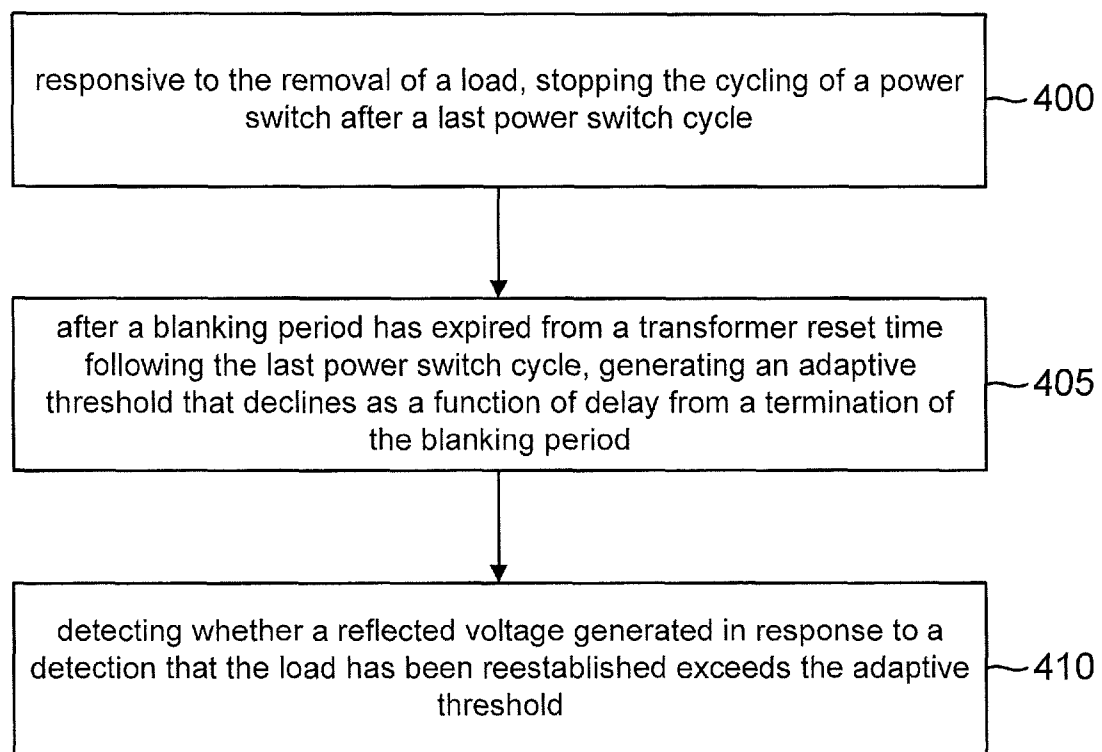 responsive to the removal of a load, stopping the cycling of a power
switch after a last power switch cycle
400
after a blanking period has expired from a transformer reset time
following the last power switch cycle, generating an adaptive
threshold that declines as a function of delay from a termination of
the blanking period
405
detecting whether a reflected voltage generated in response to a
detection that the load has been reestablished exceeds the adaptive
threshold
410